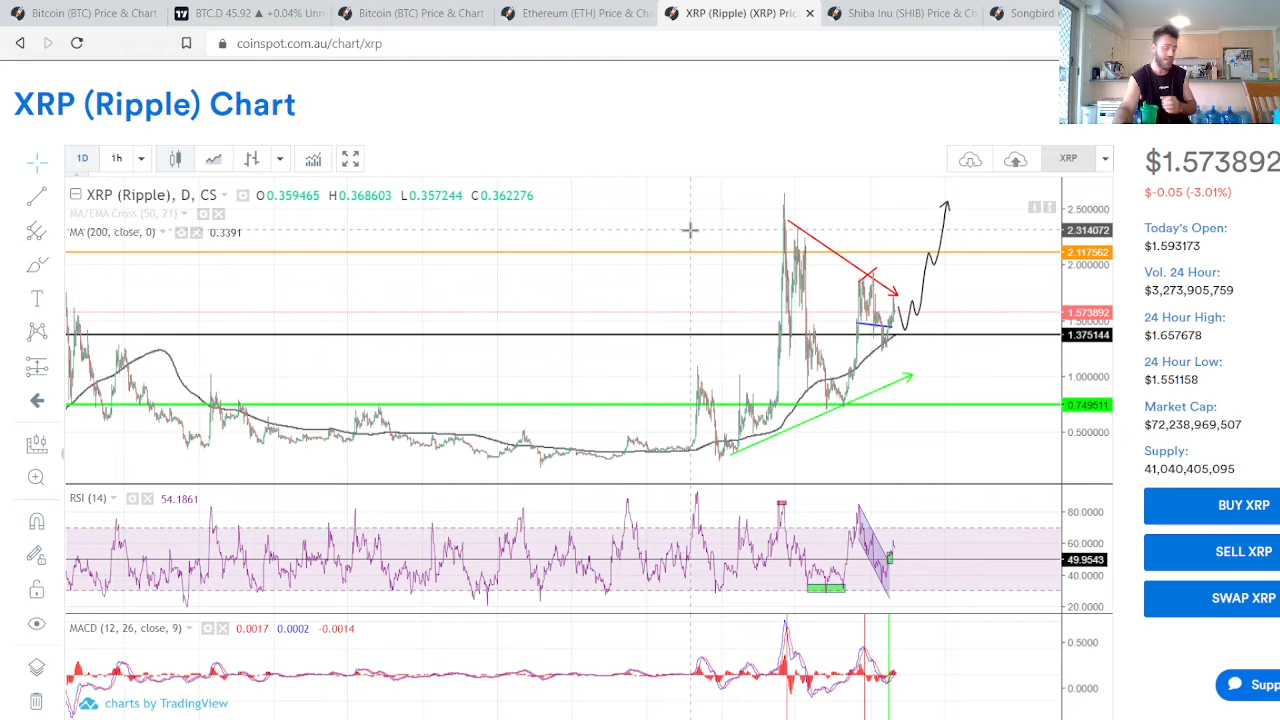 Bitcoin (BTC) Price & Chart
BTC.D 45.92 ▲ +0.04% Unn
Bitcoin (BTC) Price & Chart
Ethereum (ETH) Price & Ch
XRP (Ripple) (XRP) Pric
Shiba Inu (SHIB) Price & Ch
Songbird
coinspot.com.au/chart/xrp
XRP (Ripple) Chart
1D
1h
XRP
XRP (Ripple), D, CS
O 0.359465 H 0.368603 L 0.357244 C 0.362276
MA/EMA Cross (50, 21)
MA (200, close, 0) 0.3391
2.500000
2.314072
2.117562
2.000000
1.573892
1.500000
1.375144
1.000000
0.749511
0.500000
RSI (14) 54.1861
80.0000
60.0000
49.9543
40.0000
20.0000
MACD (12, 26, close, 9) 0.0017 0.0002 -0.0014
0.5000
0.0000
charts by TradingView
$1.573892
$-0.05 (-3.01%)
Today's Open:
$1.593173
Vol. 24 Hour:
$3,273,905,759
24 Hour High:
$1.657678
24 Hour Low:
$1.551158
Market Cap:
$72,238,969,507
Supply:
41,040,405,095
BUY XRP
SELL XRP
SWAP XRP
Supp